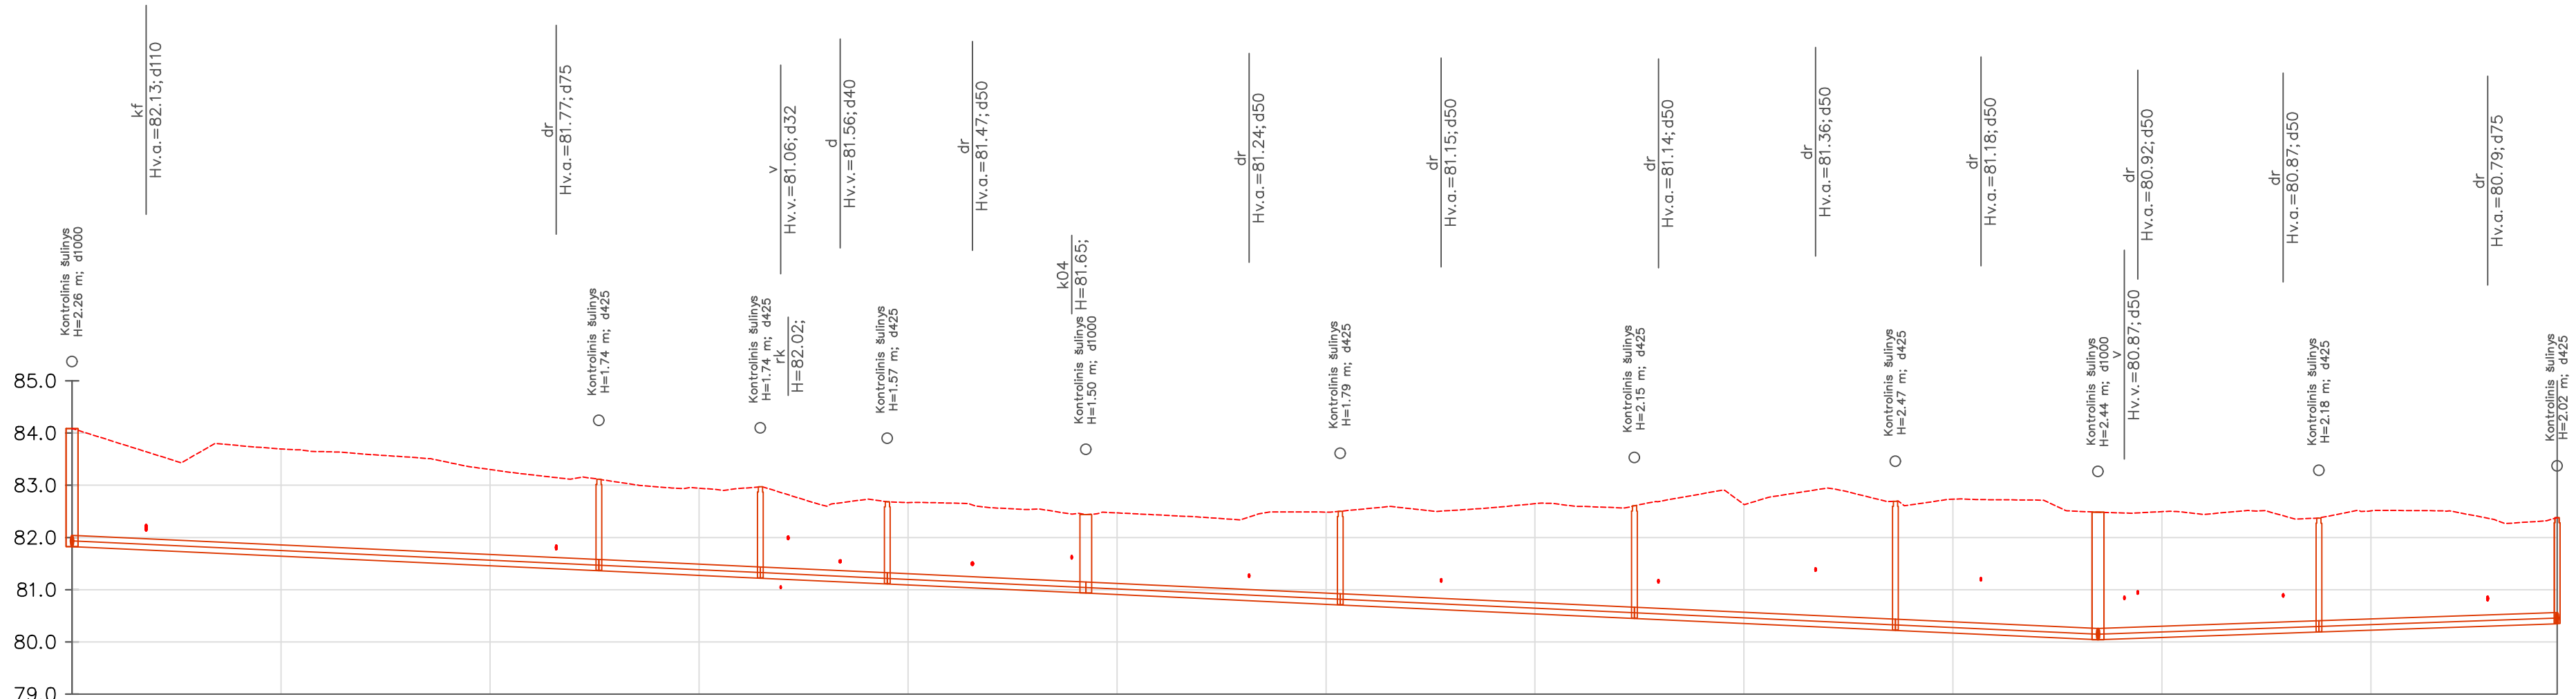 kf
Hv.a.=82.13; d110
dr
Hv.a.=81.77; d75
v
Hv.v.=81.06; d32
d
Hv.v.=81.56; d40
dr
Hv.a.=81.47; d50
k04
H=81.65;
dr
Hv.a.=81.24; d50
dr
Hv.a.=81.15; d50
dr
Hv.a.=81.14; d50
dr
Hv.a.=81.36; d50
dr
Hv.a.=81.18; d50
dr
Hv.a.=80.92; d50
dr
Hv.a.=80.87; d50
dr
Hv.a.=80.79; d75
Kontrolinis šulinys
H=2.26 m; d1000
Kontrolinis šulinys
H=1.74 m; d425
Kontrolinis šulinys
H=1.74 m; d425
rk
H=82.02;
Kontrolinis šulinys
H=1.57 m; d425
Kontrolinis šulinys
H=1.50 m; d1000
Kontrolinis šulinys
H=1.79 m; d425
Kontrolinis šulinys
H=2.15 m; d425
Kontrolinis šulinys
H=2.47 m; d425
Kontrolinis šulinys
H=2.44 m; d1000
v
Hv.v.=80.87; d50
Kontrolinis šulinys
H=2.18 m; d425
Kontrolinis šulinys
H=2.02 m; d425
85.0
84.0
83.0
82.0
81.0
80.0
79.0